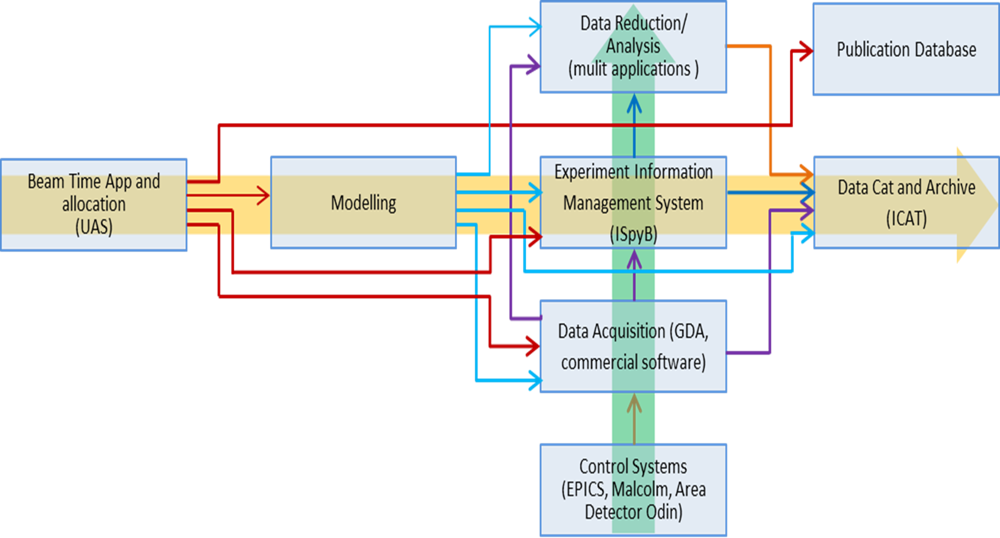 Data Reduction/
Analysis
(mulit applications )
Publication Database
Beam Time App and
allocation
(UAS)
Modelling
Experiment Information
Management System
(ISpyB)
Data Cat and Archive
(ICAT)
Data Acquisition (GDA,
commercial software)
Control Systems
(EPICS, Malcolm, Area
Detector Odin)